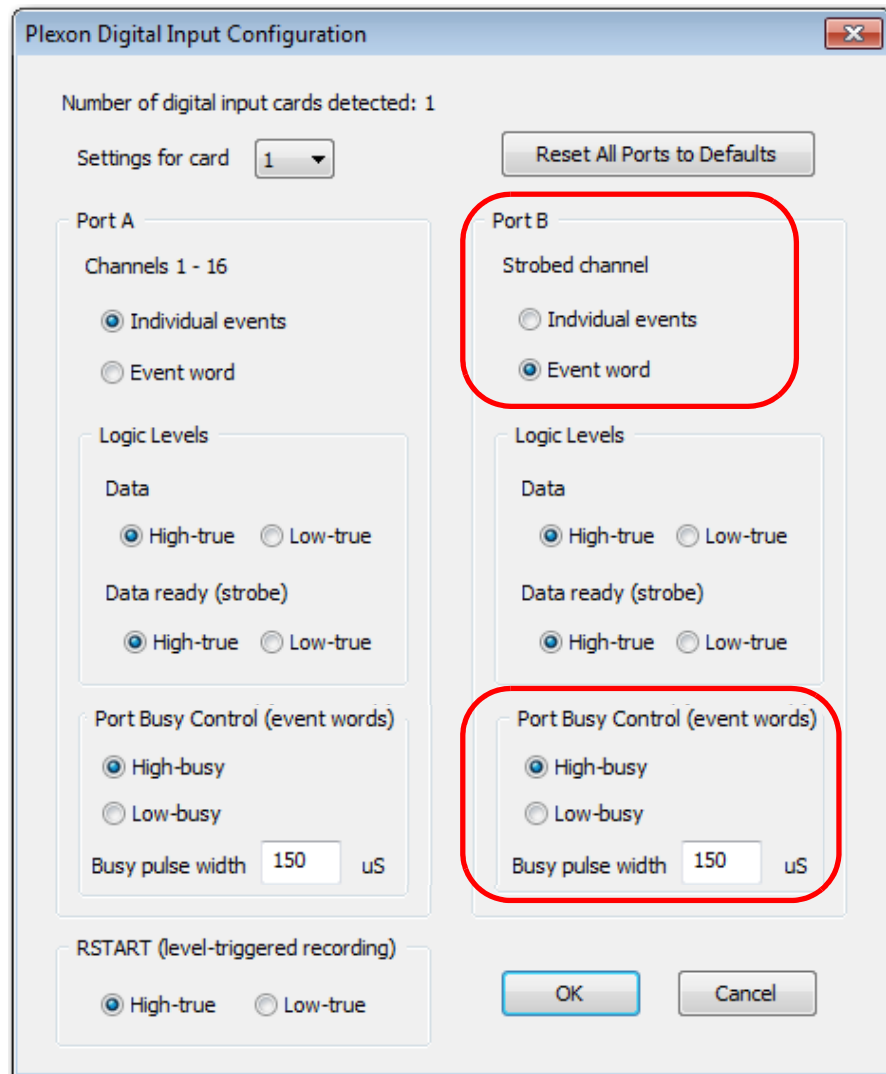 Plexon Digital Input Configuration
Number of digital input cards detected: 1
Settings for card 1
Reset All Ports to Defaults
Port A
Channels 1 - 16
Individual events
Event word
Logic Levels
Data
High-true Low-true
Data ready (strobe)
High-true Low-true
Port Busy Control (event words)
High-busy
Low-busy
Busy pulse width 150 uS
RSTART (level-triggered recording)
High-true Low-true
Port B
Strobed channel
Indvidual events
Event word
Logic Levels
Data
High-true Low-true
Data ready (strobe)
High-true Low-true
Port Busy Control (event words)
High-busy
Low-busy
Busy pulse width 150 uS
OK Cancel